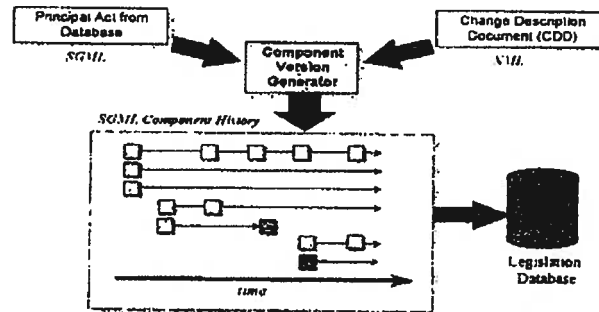 Principal Act from
Database
SGML
Change Description
Document (CDD)
XML
Component
Version
Generator
SGML Component History
time
Legislation
Database